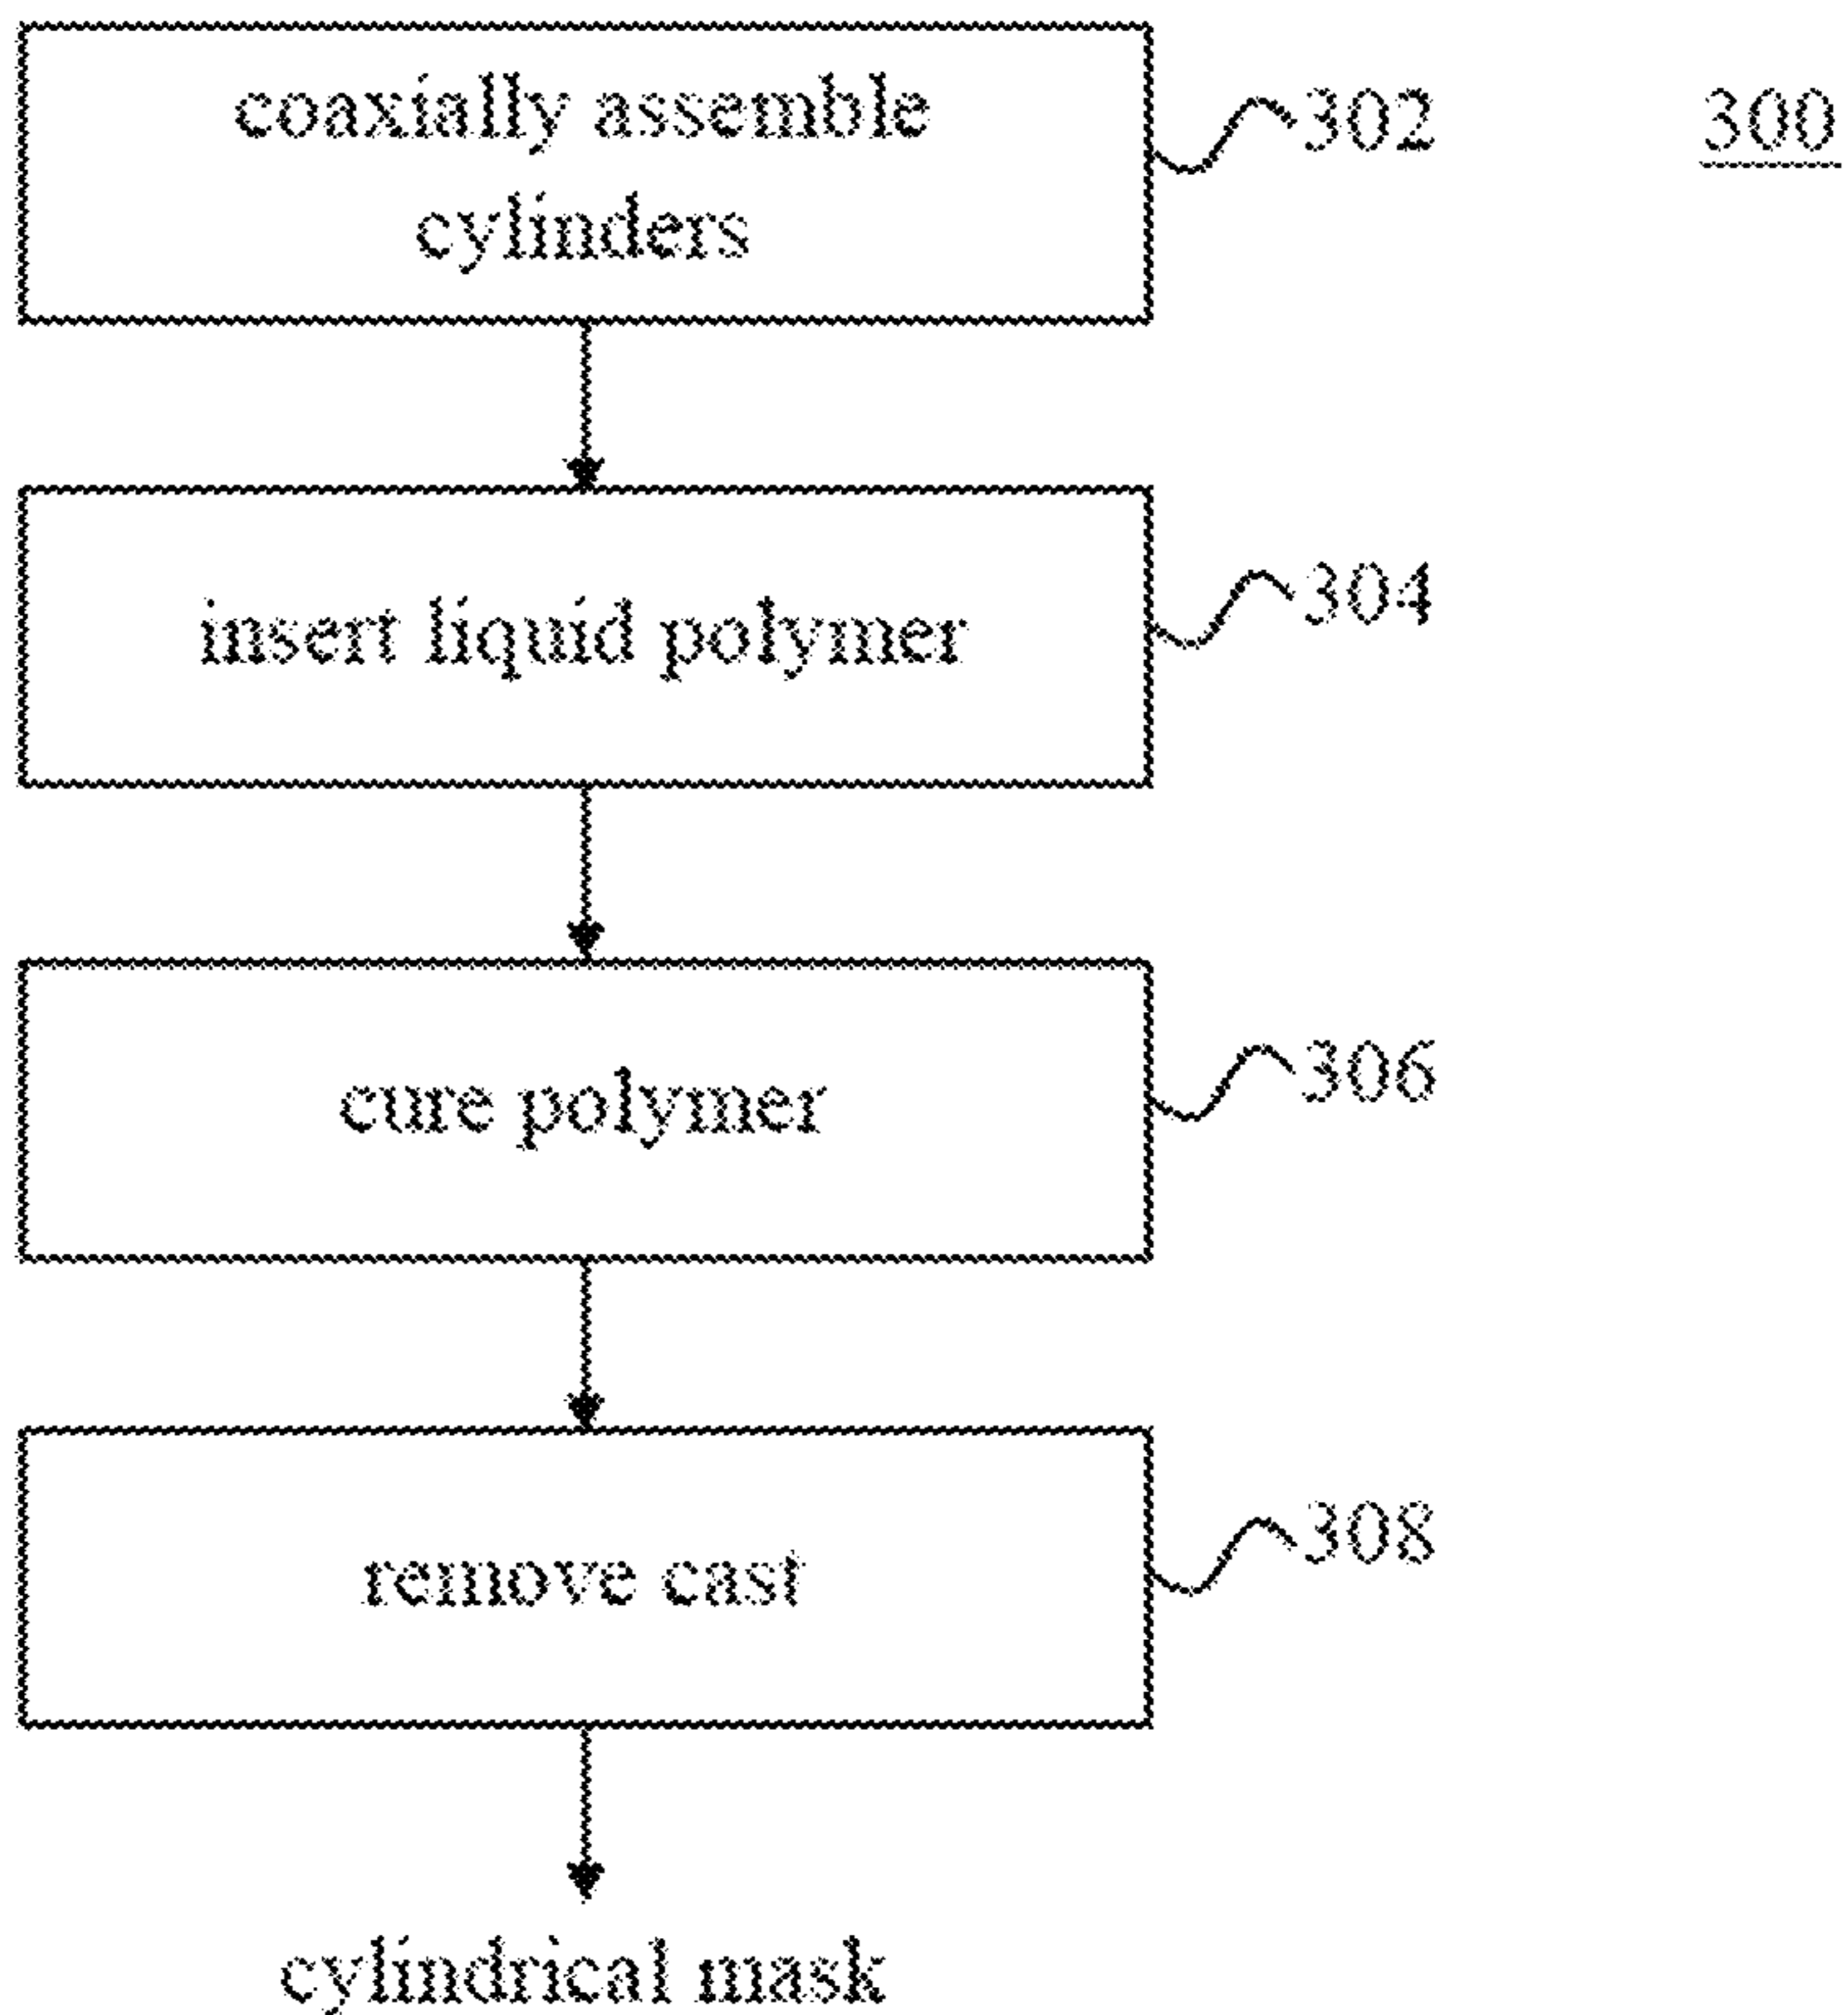 coaxially assemble
cylinders
302
300
insert liquid polymer
304
cure polymer
306
remove cast
308
cylindrical mask